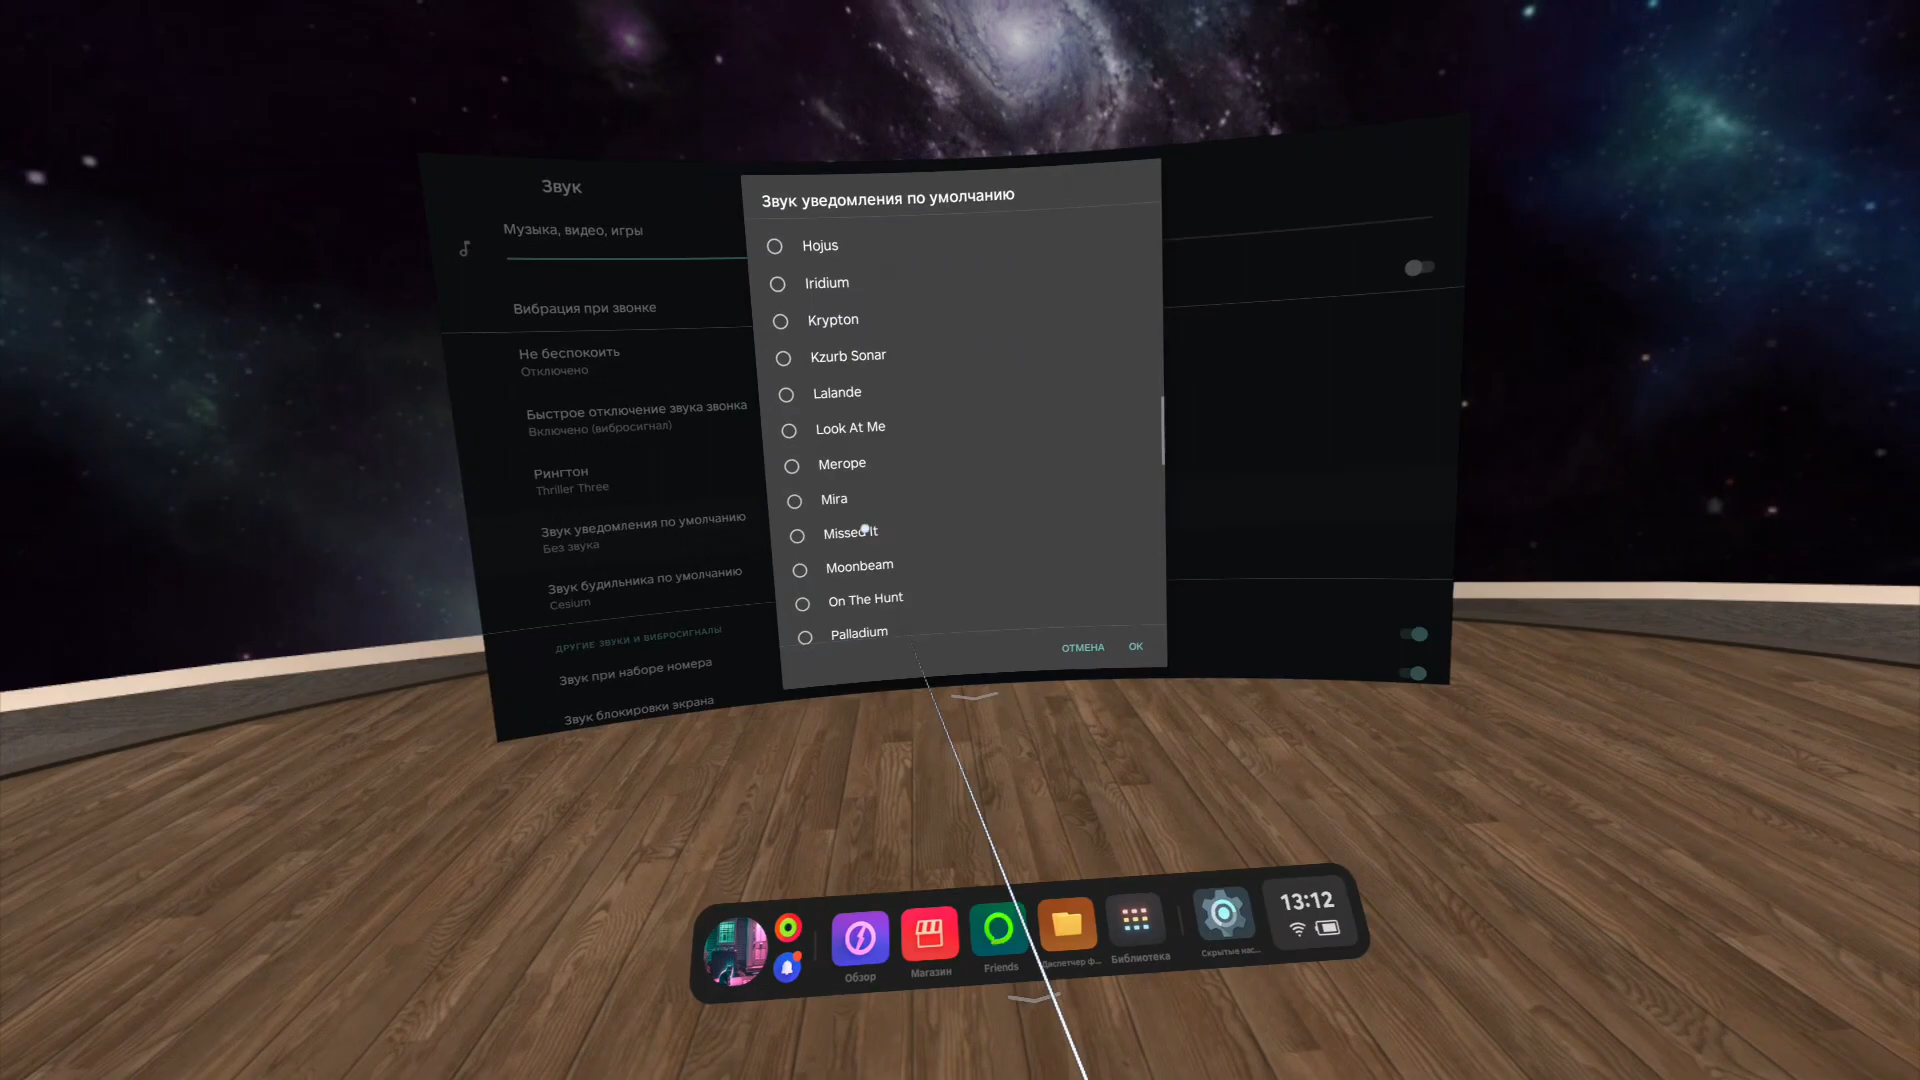 Звук
Музыка, видео, игры
Вибрация при звонке
Не беспокоить
Отключено
Быстрое отключение звука звонка
Включено (вибросигнал)
Рингтон
Thriller Three
Звук уведомления по умолчанию
Без звука
Звук будильника по умолчанию
Cesium
ДРУГИЕ ЗВУКИ И ВИБРОСИГНАЛЫ
Звук при наборе номера
Звук блокировки экрана
Звук уведомления по умолчанию
Hojus
Iridium
Krypton
Kzurb Sonar
Lalande
Look At Me
Merope
Mira
Missed It
Moonbeam
On The Hunt
Palladium
ОТМЕНА OK
Обзор
Магазин
Friends
Диспетчер ф...
Библиотека
Скрытые нас...
13:12